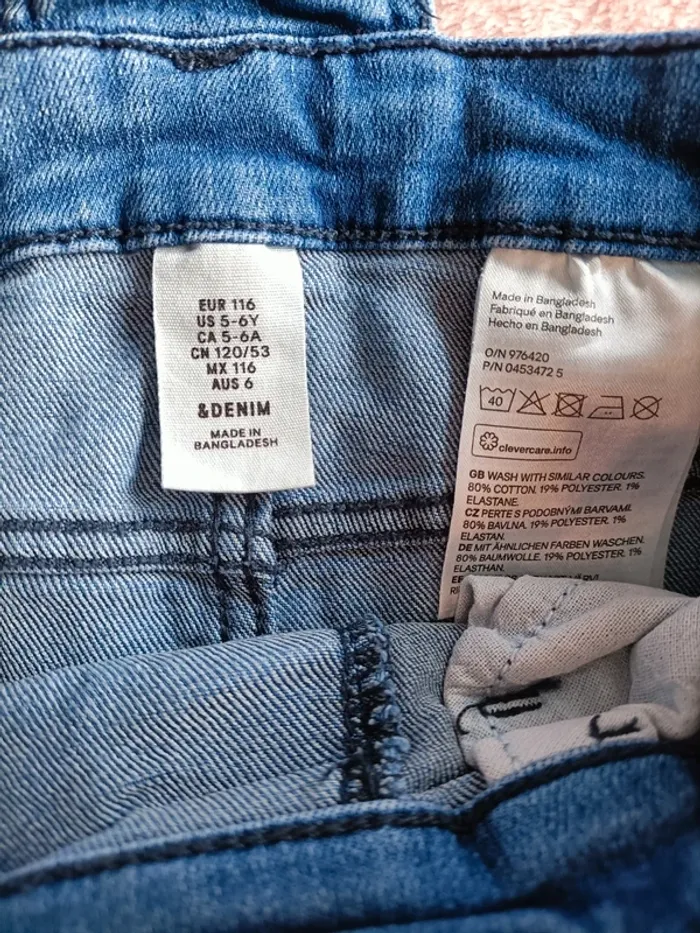 EUR 116
US 5-6Y
CA 5-6A
CN 120/53
MX 116
AUS 6
&DENIM
MADE IN
BANGLADESH
Made in Bangladesh
Fabriqué en Bangladesh
Hecho en Bangladesh
O/N 976420
P/N 0453472 5
40
clevercare.info
GB WASH WITH SIMILAR COLOURS.
80% COTTON. 19% POLYESTER. 1%
ELASTANE.
CZ PERTE S PODOBNÝMI BARVAMI.
80% BAVLNA. 19% POLYESTER. 1%
ELASTAN.
DE MIT ÄHNLICHEN FARBEN WASCHEN.
80% BAUMWOLLE. 19% POLYESTER. 1%
ELASTHAN.